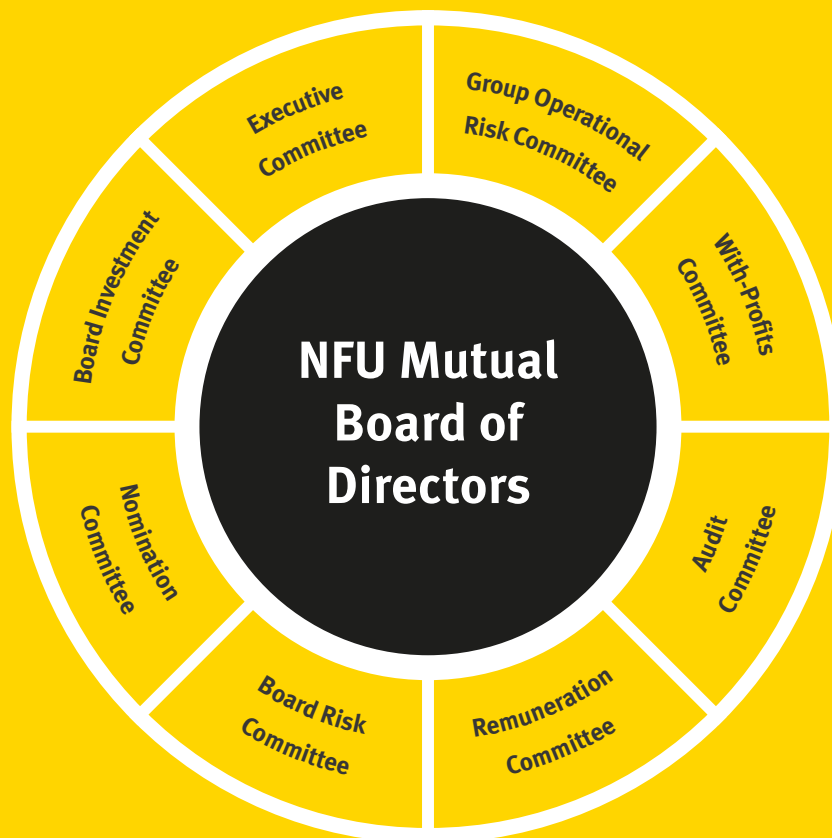 NFU Mutual
Board of
Directors
Executive
Committee
Group Operational
Risk Committee
With-Profits
Committee
Audit
Committee
Remuneration
Committee
Board Risk
Committee
Nomination
Committee
Board Investment
Committee